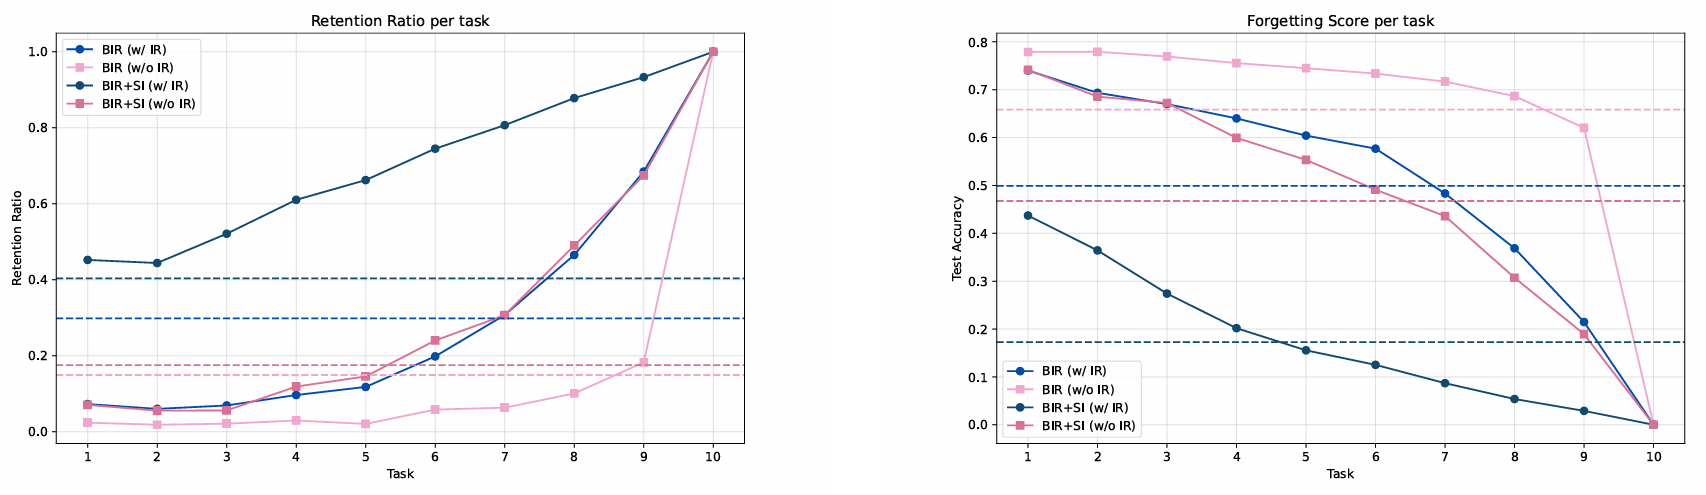 Retention Ratio per task
BIR (w/ IR)
BIR (w/o IR)
BIR+SI (w/ IR)
BIR+SI (w/o IR)
Retention Ratio
1.0
0.8
0.6
0.4
0.2
0.0
1 2 3 4 5 6 7 8 9 10
Task
Forgetting Score per task
Test Accuracy
0.8
0.7
0.6
0.5
0.4
0.3
0.2
0.1
0.0
BIR (w/ IR)
BIR (w/o IR)
BIR+SI (w/ IR)
BIR+SI (w/o IR)
1 2 3 4 5 6 7 8 9 10
Task